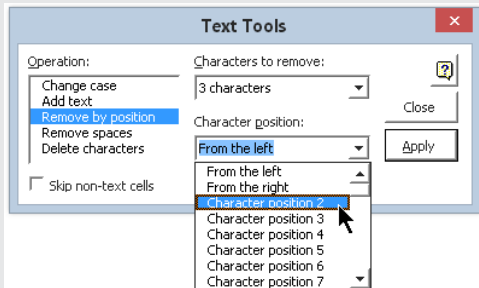 Text Tools
Operation:
Change case
Add text
Remove by position
Remove spaces
Delete characters
Skip non-text cells
Characters to remove:
3 characters
Character position:
From the left
From the left
From the right
Character position 2
Character position 3
Character position 4
Character position 5
Character position 6
Character position 7
Close
Apply